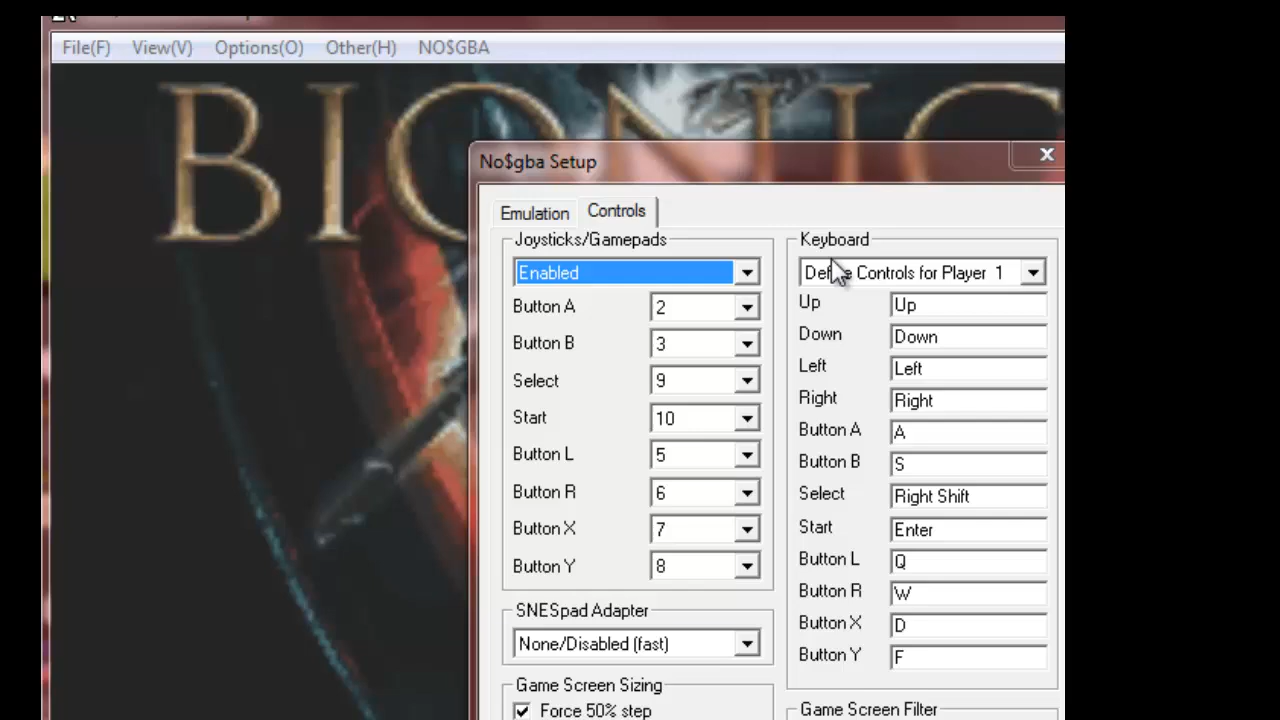 File(F) View(V) Options(O) Other(H) NO$GBA
BIONIC
No$gba Setup
Emulation Controls
Joysticks/Gamepads
Enabled
Button A 2
Button B 3
Select 9
Start 10
Button L 5
Button R 6
Button X 7
Button Y 8
SNESpad Adapter
None/Disabled (fast)
Game Screen Sizing
Force 50% step
Keyboard
Define Controls for Player 1
Up Up
Down Down
Left Left
Right Right
Button A A
Button B S
Select Right Shift
Start Enter
Button L Q
Button R W
Button X D
Button Y F
Game Screen Filter